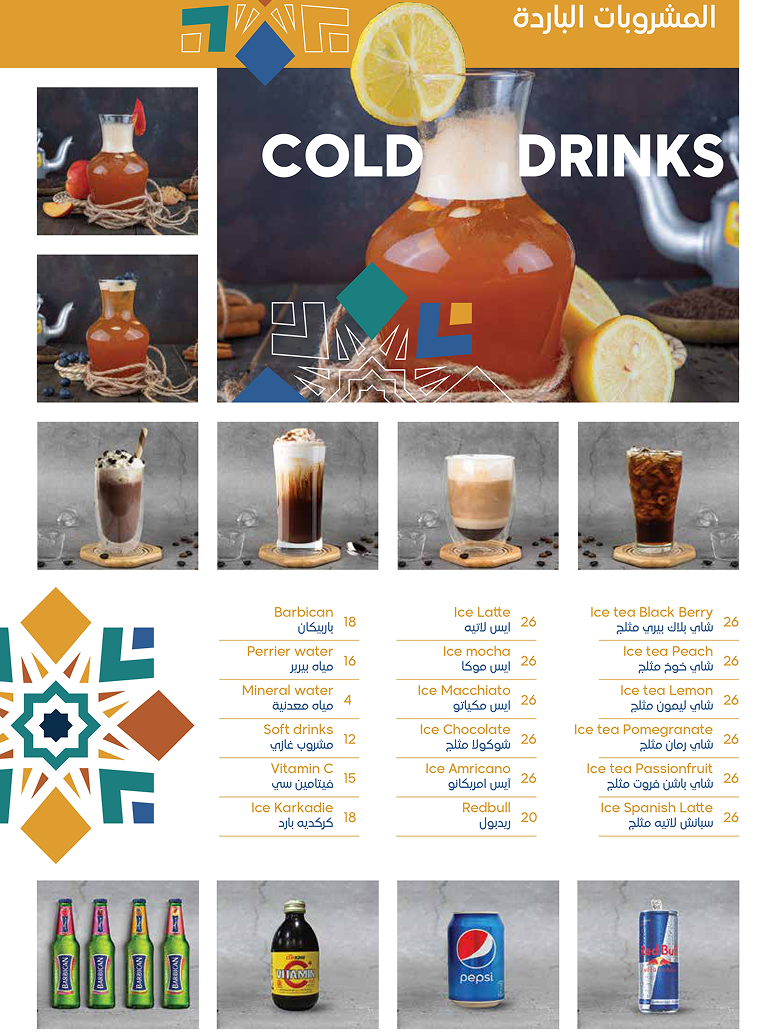 المشروبات الباردة
COLD DRINKS
Barbican 18
باربيكان
Perrier water 16
مياه بيرير
Mineral water 4
مياه معدنية
Soft drinks 12
مشروب غازي
Vitamin C 15
فيتامين سي
Ice Karkadie 18
كركديه بارد
Ice Latte 26
ايس لاتيه
Ice mocha 26
ايس موكا
Ice Macchiato 26
ايس مكياتو
Ice Chocolate 26
شوكولا مثلج
Ice Amricano 26
آيس امريكانو
Redbull 20
ريدبول
Ice tea Black Berry 26
شاي بلاك بيري مثلج
Ice tea Peach 26
شاي خوخ مثلج
Ice tea Lemon 26
شاي ليمون مثلج
Ice tea Pomegranate 26
شاي رمان مثلج
Ice tea Passionfruit 26
شاي باشن فروت مثلج
Ice Spanish Latte 26
سبانش لاتيه مثلج
BARBICAN
BARBICAN
BARBICAN
BARBICAN
C
VITAMIN
pepsi
Red Bull